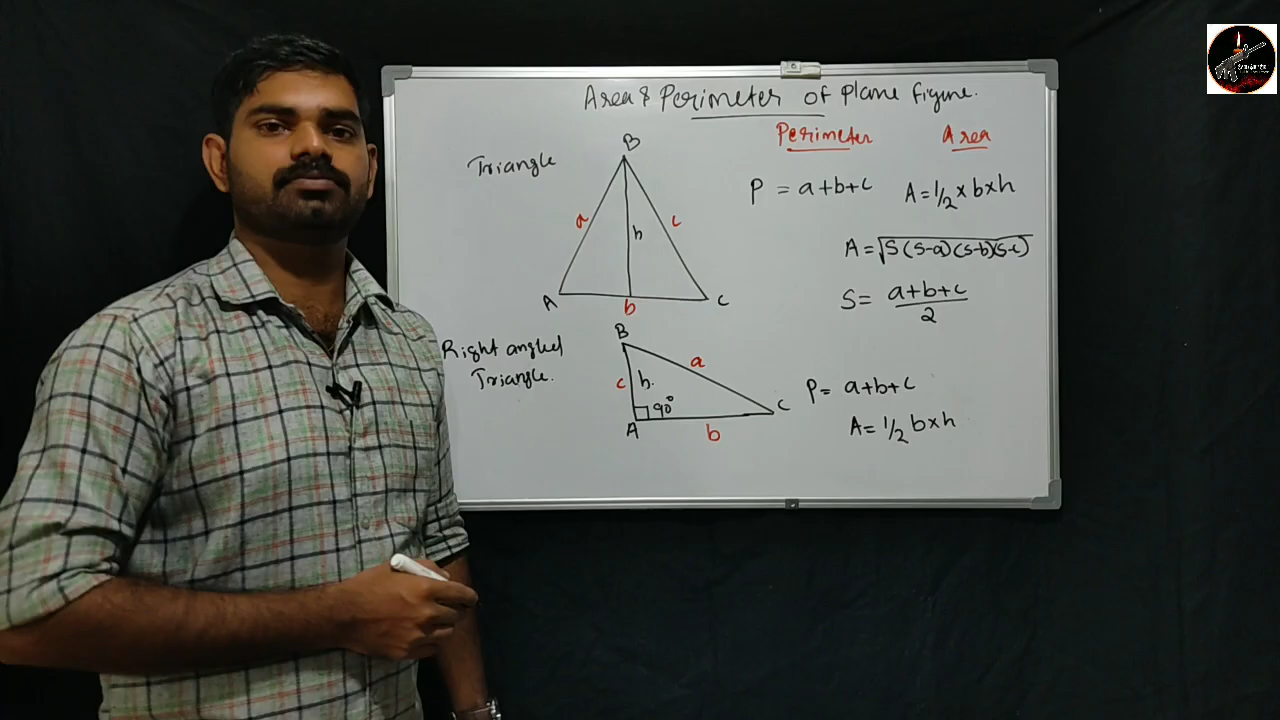 Area & Perimeter of plane figure.
Perimeter Area
Triangle
B
a
h
c
A
b
C
P = a+b+c
A = 1/2 × b × h
A = √S(S-a)(S-b)(S-c)
S = a+b+c
2
Right angled
Triangle.
B
c
h.
a
90°
A
b
C
P = a+b+c
A = 1/2 b×h